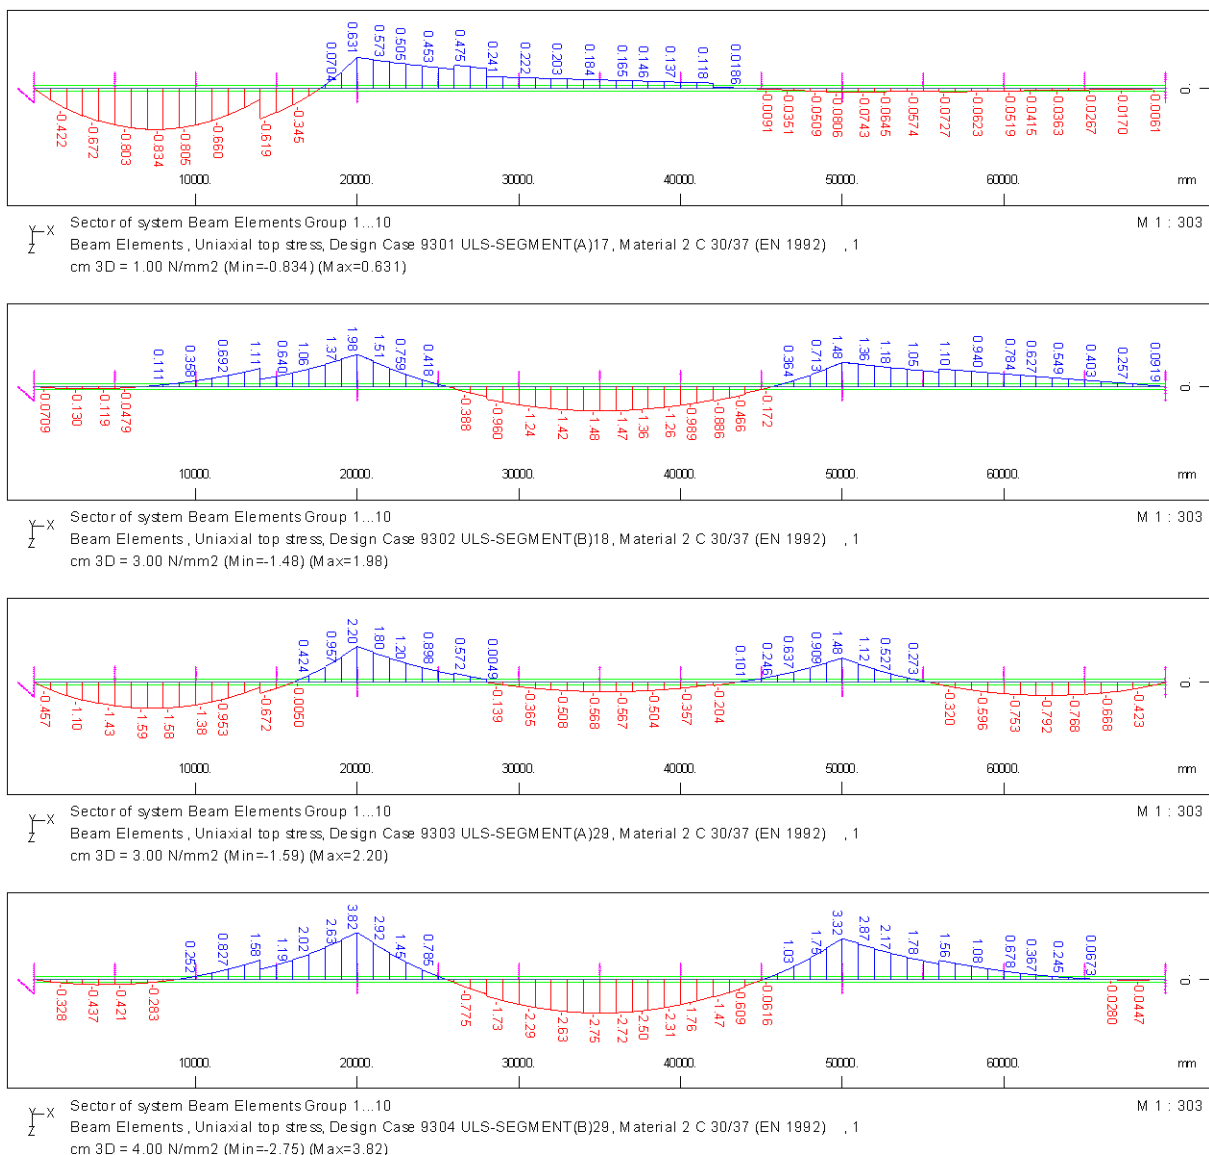 0.0704 0.631 0.573 0.505 0.453 0.475 0.241 0.222 0.203 0.184 0.165 0.146 0.137 0.118 0.0186
0
-0.422 -0.672 -0.803 -0.834 -0.805 -0.660 -0.619 -0.345 -0.0091 -0.0351 -0.0509 -0.0806 -0.0743 -0.0645 -0.0574 -0.0727 -0.0623 -0.0519 -0.0415 -0.0363 -0.0267 -0.0170 -0.0061
10000. 20000. 30000. 40000. 50000. 60000. mm
Y X Z
Sector of system Beam Elements Group 1...10 M 1 : 303
Beam Elements , Uniaxial top stress, Design Case 9301 ULS-SEGMENT(A)17 , Material 2 C 30/37 (EN 1992) , 1
cm 3D = 1.00 N/mm2 (Min=-0.834) (Max=0.631)
0.111 0.358 0.692 1.11 0.640 1.06 1.37 1.98 1.51 0.759 0.418 0.364 0.713 1.48 1.36 1.18 1.05 1.10 0.940 0.784 0.627 0.549 0.403 0.257 0.0919
0
-0.0709 -0.130 -0.119 -0.0479 -0.388 -0.960 -1.24 -1.42 -1.48 -1.47 -1.36 -1.26 -0.989 -0.886 -0.466 -0.172
10000. 20000. 30000. 40000. 50000. 60000. mm
Y X Z
Sector of system Beam Elements Group 1...10 M 1 : 303
Beam Elements , Uniaxial top stress, Design Case 9302 ULS-SEGMENT(B)18 , Material 2 C 30/37 (EN 1992) , 1
cm 3D = 3.00 N/mm2 (Min=-1.48) (Max=1.98)
0.424 0.957 2.20 1.80 1.20 0.898 0.572 0.0049 0.101 0.246 0.637 0.909 1.48 1.12 0.527 0.273
0
-0.457 -1.10 -1.43 -1.59 -1.58 -1.38 -0.953 -0.672 -0.0050 -0.139 -0.365 -0.508 -0.568 -0.567 -0.504 -0.357 -0.204 -0.320 -0.596 -0.753 -0.792 -0.768 -0.668 -0.423
10000. 20000. 30000. 40000. 50000. 60000. mm
Y X Z
Sector of system Beam Elements Group 1...10 M 1 : 303
Beam Elements , Uniaxial top stress, Design Case 9303 ULS-SEGMENT(A)29 , Material 2 C 30/37 (EN 1992) , 1
cm 3D = 3.00 N/mm2 (Min=-1.59) (Max=2.20)
0.252 0.827 1.58 1.19 2.02 2.63 3.82 2.92 1.45 0.785 1.03 1.75 3.32 2.87 2.17 1.78 1.56 1.08 0.678 0.367 0.245 0.0673
0
-0.328 -0.437 -0.421 -0.283 -0.775 -1.73 -2.29 -2.63 -2.75 -2.72 -2.50 -2.31 -1.76 -1.47 -0.609 -0.0616 -0.0280 -0.0447
10000. 20000. 30000. 40000. 50000. 60000. mm
Y X Z
Sector of system Beam Elements Group 1...10 M 1 : 303
Beam Elements , Uniaxial top stress, Design Case 9304 ULS-SEGMENT(B)29 , Material 2 C 30/37 (EN 1992) , 1
cm 3D = 4.00 N/mm2 (Min=-2.75) (Max=3.82)